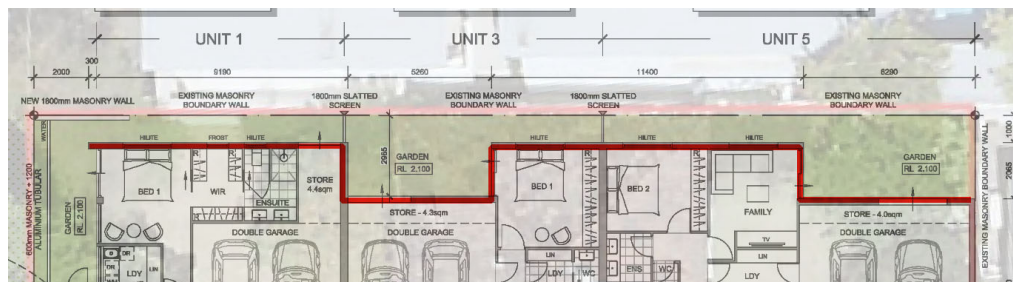 UNIT 1 UNIT 3 UNIT 5
300
2000 9190 5260 11400 6280
NEW 1800mm MASONRY WALL
EXISTING MASONRY
BOUNDARY WALL
1800mm SLATTED
SCREEN
EXISTING MASONRY
BOUNDARY WALL
1800mm SLATTED
SCREEN
EXISTING MASONRY
BOUNDARY WALL
WATER
HILITE FROST HILITE HILITE HILITE HILITE
1000
2985
2065
GARDEN
RL 2.100
GARDEN
RL 2.100
600mm MASONRY + 1200
ALUMINIUM TUBULAR
GARDEN
RL 2.100
BED 1
WIR
ENSUITE
STORE
4.4sqm
BED 1
BED 2
FAMILY
STORE - 4.3sqm
STORE - 4.0sqm
DOUBLE GARAGE
DOUBLE GARAGE
DOUBLE GARAGE
TV
DR DR
LIN
LDY
LIN
LDY
WC
ENS
WC
LIN
LDY
EXISTING MASONRY BOUNDARY WALL